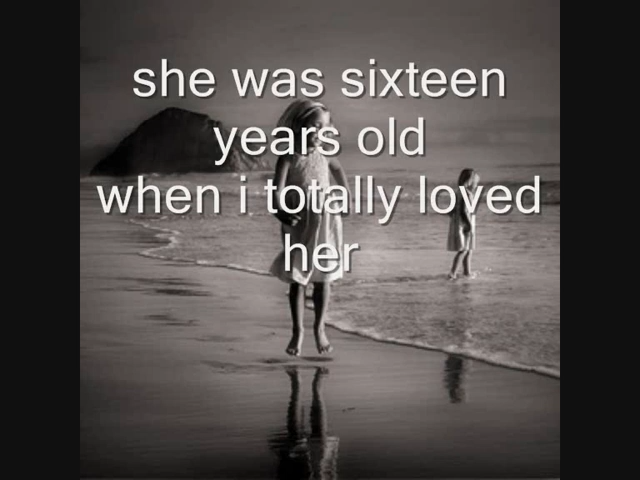 she was sixteen
years old
when i totally loved
her